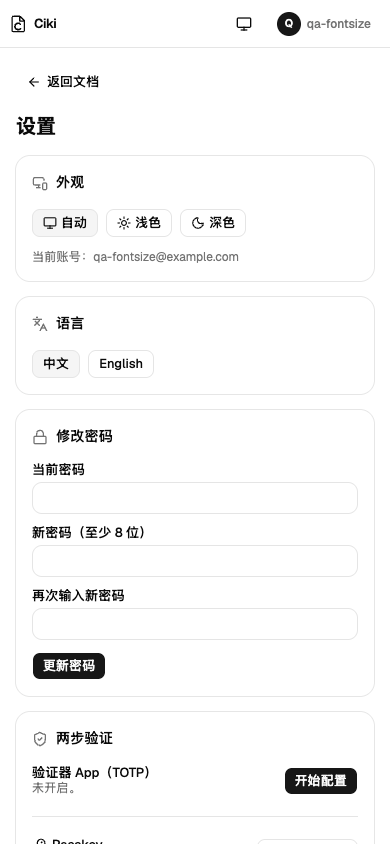 Ciki
Q qa-fontsize
返回文档
设置
外观
自动 浅色 深色
当前账号：qa-fontsize@example.com
语言
中文 English
修改密码
当前密码
新密码（至少 8 位）
再次输入新密码
更新密码
两步验证
验证器 App（TOTP）
未开启。
开始配置
Passkey